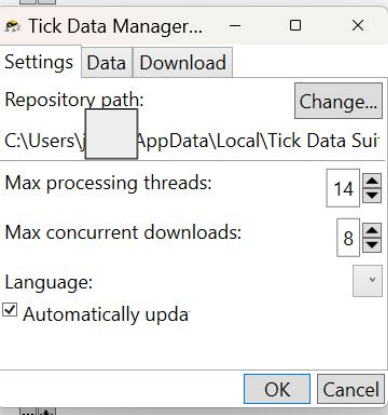 Tick Data Manager...
Settings Data Download
Repository path: Change...
C:\Users\ AppData\Local\Tick Data Sui
Max processing threads: 14
Max concurrent downloads: 8
Language:
Automatically upda
OK Cancel